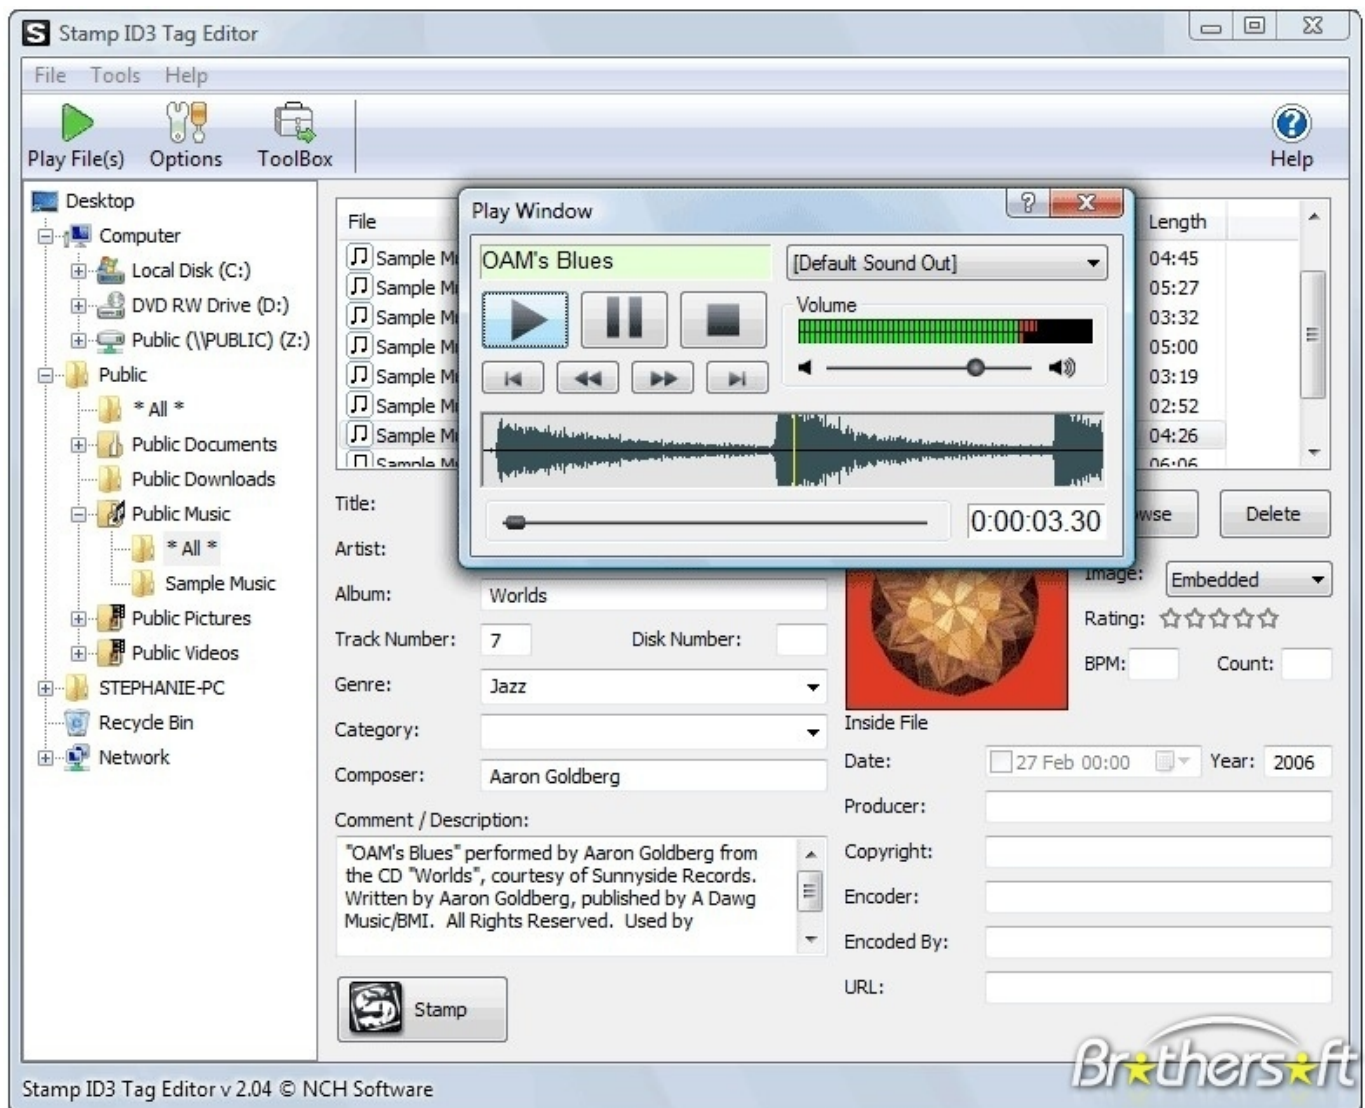 Stamp ID3 Tag Editor
File Tools Help
Play File(s) Options ToolBox Help
Desktop
Computer
Local Disk (C:)
DVD RW Drive (D:)
Public (\\PUBLIC) (Z:)
Public
* All *
Public Documents
Public Downloads
Public Music
* All *
Sample Music
Public Pictures
Public Videos
STEPHANIE-PC
Recycle Bin
Network
File Length
Sample M 04:45
Sample M 05:27
Sample M 03:32
Sample M 05:00
Sample M 03:19
Sample M 02:52
Sample M 04:26
Sample M 06:06
Play Window
OAM's Blues
[Default Sound Out]
Volume
0:00:03.30
Title:
Artist:
Album: Worlds
Track Number: 7 Disk Number:
Genre: Jazz
Category:
Composer: Aaron Goldberg
Comment / Description:
"OAM's Blues" performed by Aaron Goldberg from
the CD "Worlds", courtesy of Sunnyside Records.
Written by Aaron Goldberg, published by A Dawg
Music/BMI. All Rights Reserved. Used by
Stamp
wse Delete
Image: Embedded
Rating:
BPM: Count:
Inside File
Date: 27 Feb 00:00 Year: 2006
Producer:
Copyright:
Encoder:
Encoded By:
URL:
Brothersoft
Stamp ID3 Tag Editor v 2.04 © NCH Software